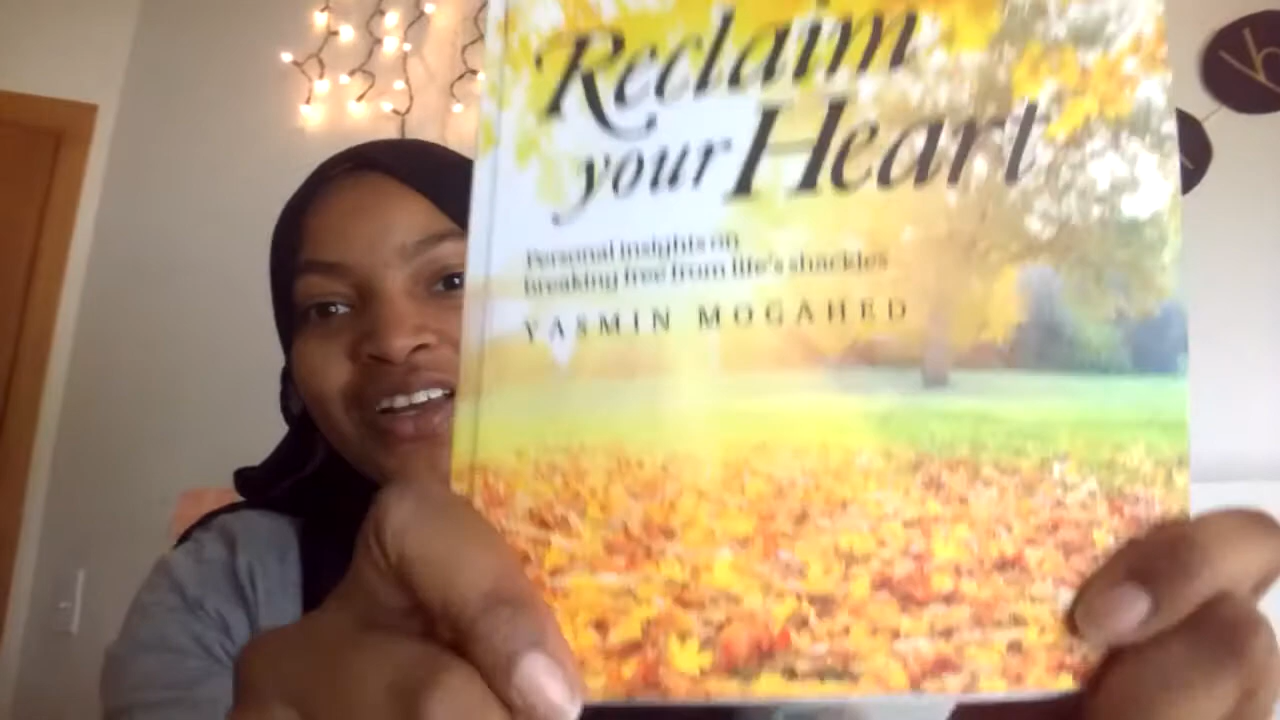 Reclaim
your Heart
Personal insights on
breaking free from life's shackles
YASMIN MOGAHED